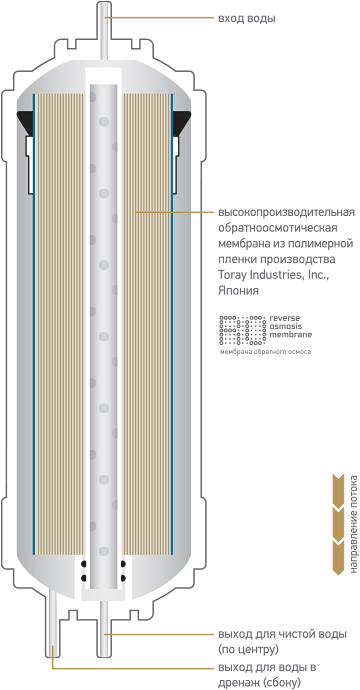 вход воды
высокопроизводительная
обратноосмотическая
мембрана из полимерной
пленки производства
Toray Industries, Inc.,
Япония
reverse
osmosis
membrane
мембрана обратного осмоса
направление потока
выход для чистой воды
(по центру)
выход для воды в
дренаж (сбоку)